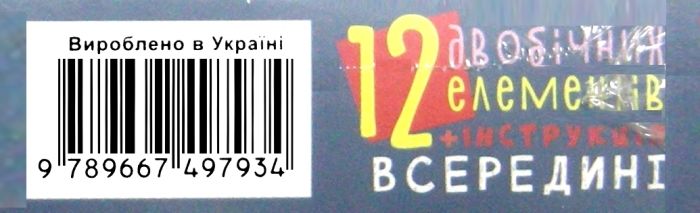 Вироблено в Україні
9 789667 497934
12 двобічних
елементів
+ІНСТРУКЦІЯ
ВСЕРЕДИНІ